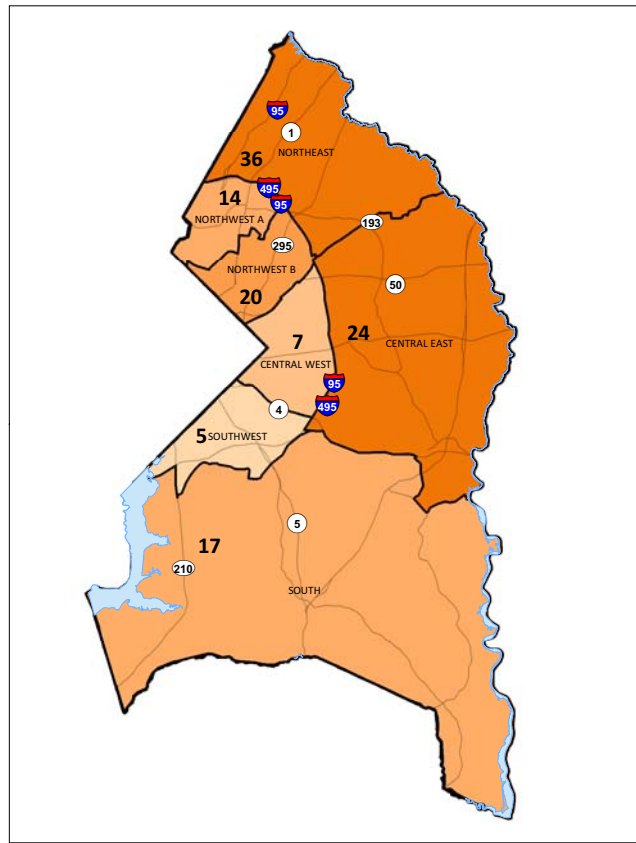 95
1
NORTHEAST
36
495
14
95
NORTHWEST A
193
295
NORTHWEST B
50
20
7
24
CENTRAL EAST
CENTRAL WEST
95
495
4
5 SOUTHWEST
5
17
210
SOUTH